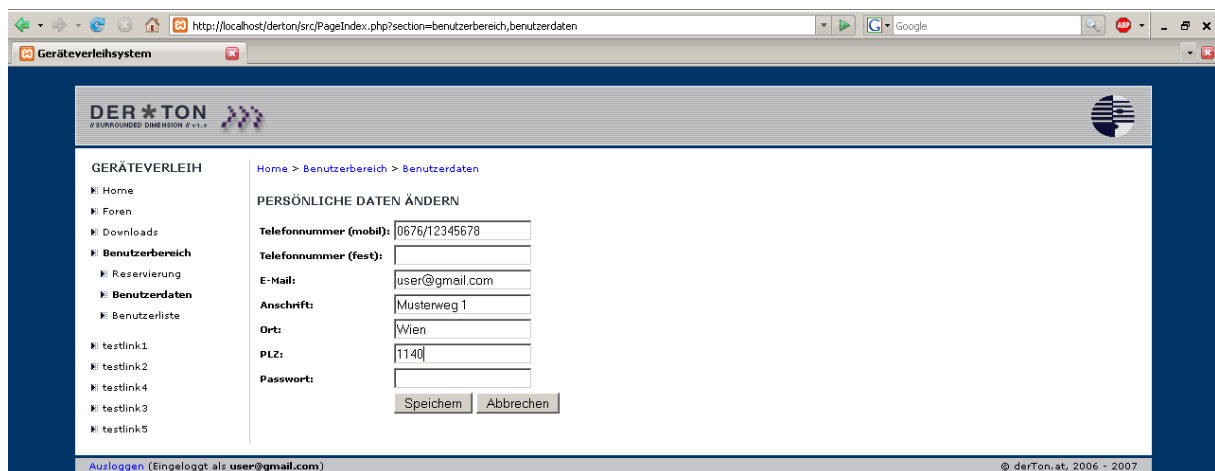 http://localhost/derton/src/PageIndex.php?section=benutzerbereich,benutzerdaten
G Google
ABP
Geräteverleihsystem
DER*TON
// SURROUNDED DIMENSION // v1.0
GERÄTEVERLEIH
Home
Foren
Downloads
Benutzerbereich
Reservierung
Benutzerdaten
Benutzerliste
testlink1
testlink2
testlink4
testlink3
testlink5
Home > Benutzerbereich > Benutzerdaten
PERSÖNLICHE DATEN ÄNDERN
Telefonnummer (mobil): 0676/12345678
Telefonnummer (fest):
E-Mail: user@gmail.com
Anschrift: Musterweg 1
Ort: Wien
PLZ: 1140
Passwort:
Speichern Abbrechen
Ausloggen (Eingeloggt als user@gmail.com)
© derTon.at, 2006 - 2007